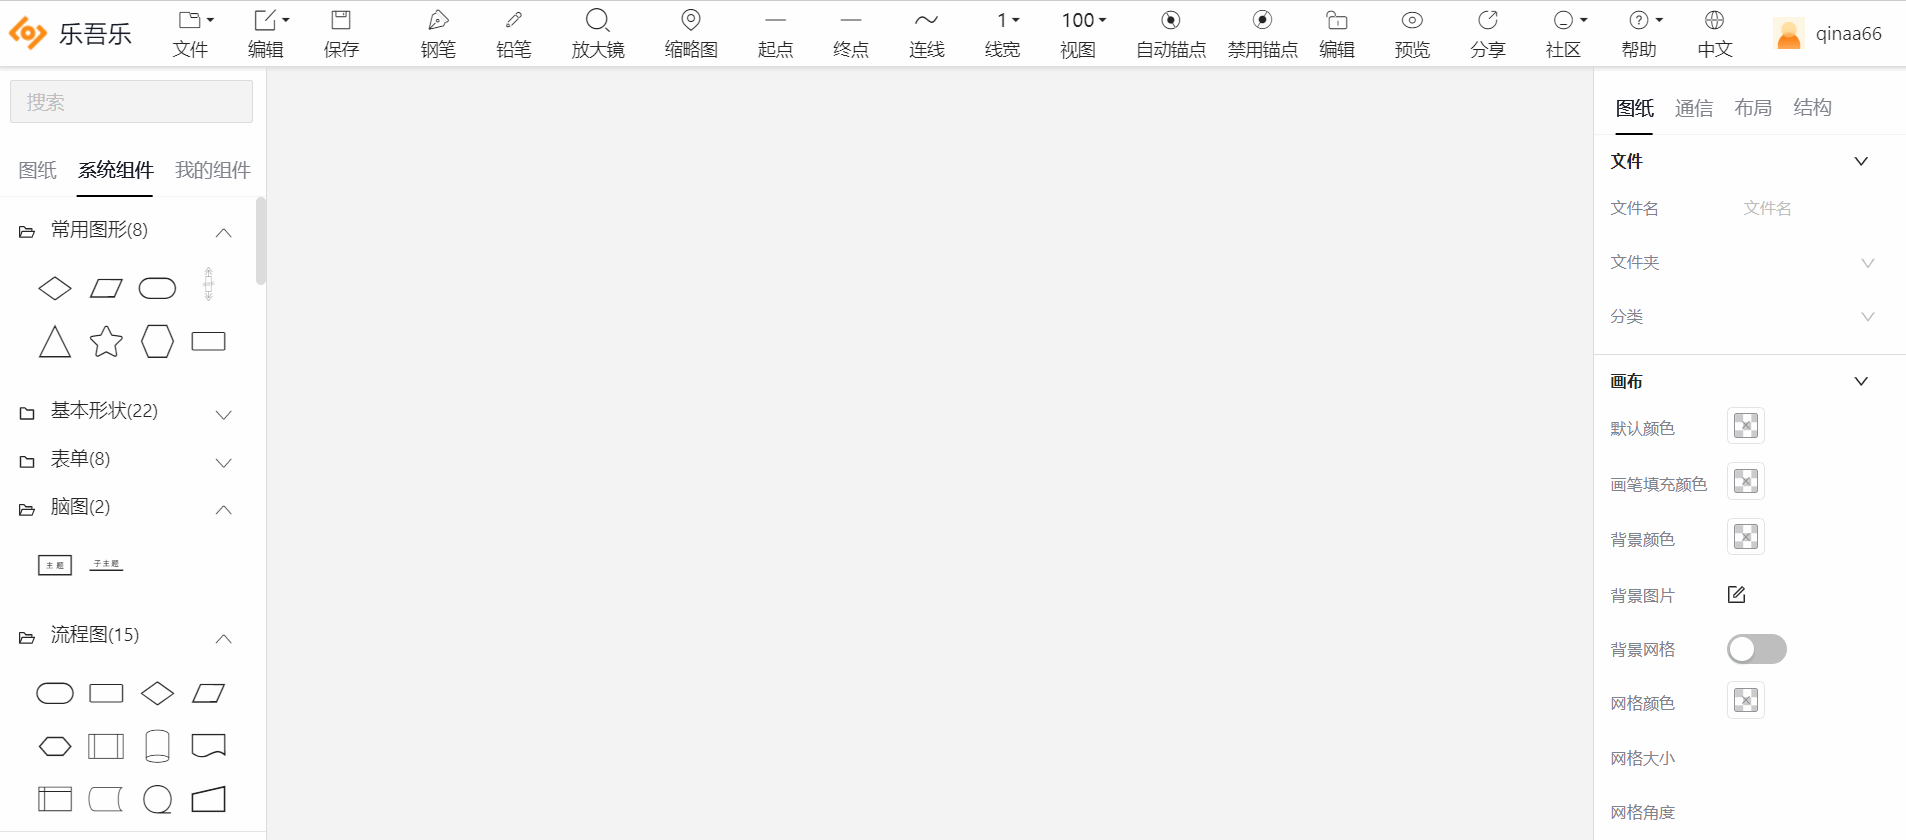 乐吾乐
文件 编辑 保存 钢笔 铅笔 放大镜 缩略图 起点 终点 连线 1 线宽 100 视图 自动锚点 禁用锚点 编辑 预览 分享 社区 帮助 中文 qinaa66
搜索
图纸 系统组件 我的组件
常用图形(8)
基本形状(22)
表单(8)
脑图(2)
主题 子主题
流程图(15)
图纸 通信 布局 结构
文件
文件名 文件名
文件夹
分类
画布
默认颜色
画笔填充颜色
背景颜色
背景图片
背景网格
网格颜色
网格大小
网格角度